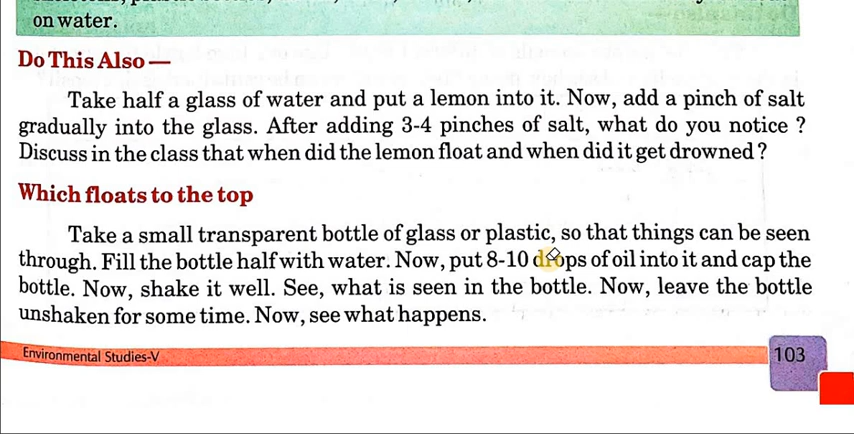 on water.
Do This Also —
Take half a glass of water and put a lemon into it. Now, add a pinch of salt
gradually into the glass. After adding 3-4 pinches of salt, what do you notice ?
Discuss in the class that when did the lemon float and when did it get drowned ?
Which floats to the top
Take a small transparent bottle of glass or plastic, so that things can be seen
through. Fill the bottle half with water. Now, put 8-10 drops of oil into it and cap the
bottle. Now, shake it well. See, what is seen in the bottle. Now, leave the bottle
unshaken for some time. Now, see what happens.
Environmental Studies-V
103